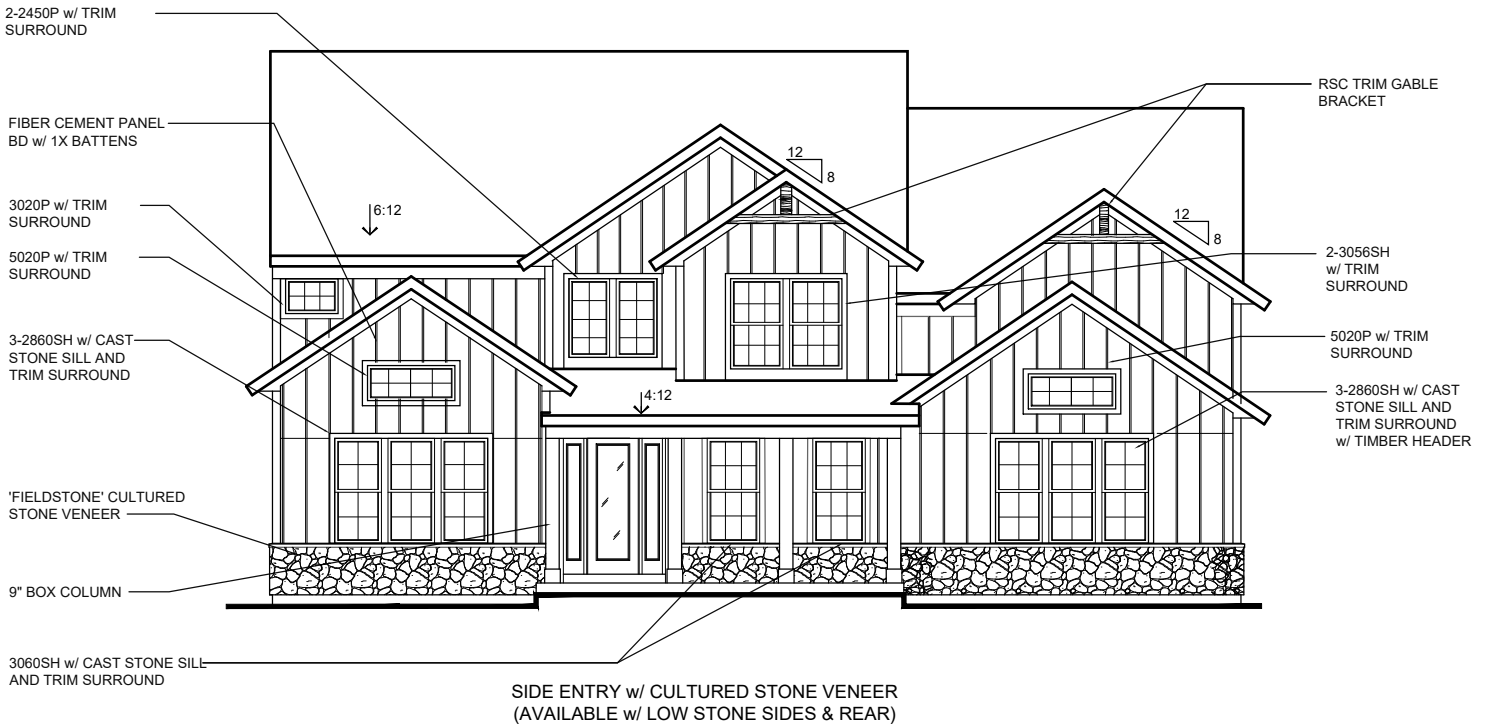 2-2450P w/ TRIM
SURROUND
FIBER CEMENT PANEL
BD w/ 1X BATTENS
3020P w/ TRIM
SURROUND
5020P w/ TRIM
SURROUND
3-2860SH w/ CAST
STONE SILL AND
TRIM SURROUND
'FIELDSTONE' CULTURED
STONE VENEER
9" BOX COLUMN
3060SH w/ CAST STONE SILL
AND TRIM SURROUND
6:12
12
8
4:12
12
8
RSC TRIM GABLE
BRACKET
2-3056SH
w/ TRIM
SURROUND
5020P w/ TRIM
SURROUND
3-2860SH w/ CAST
STONE SILL AND
TRIM SURROUND
w/ TIMBER HEADER
SIDE ENTRY w/ CULTURED STONE VENEER
(AVAILABLE w/ LOW STONE SIDES & REAR)